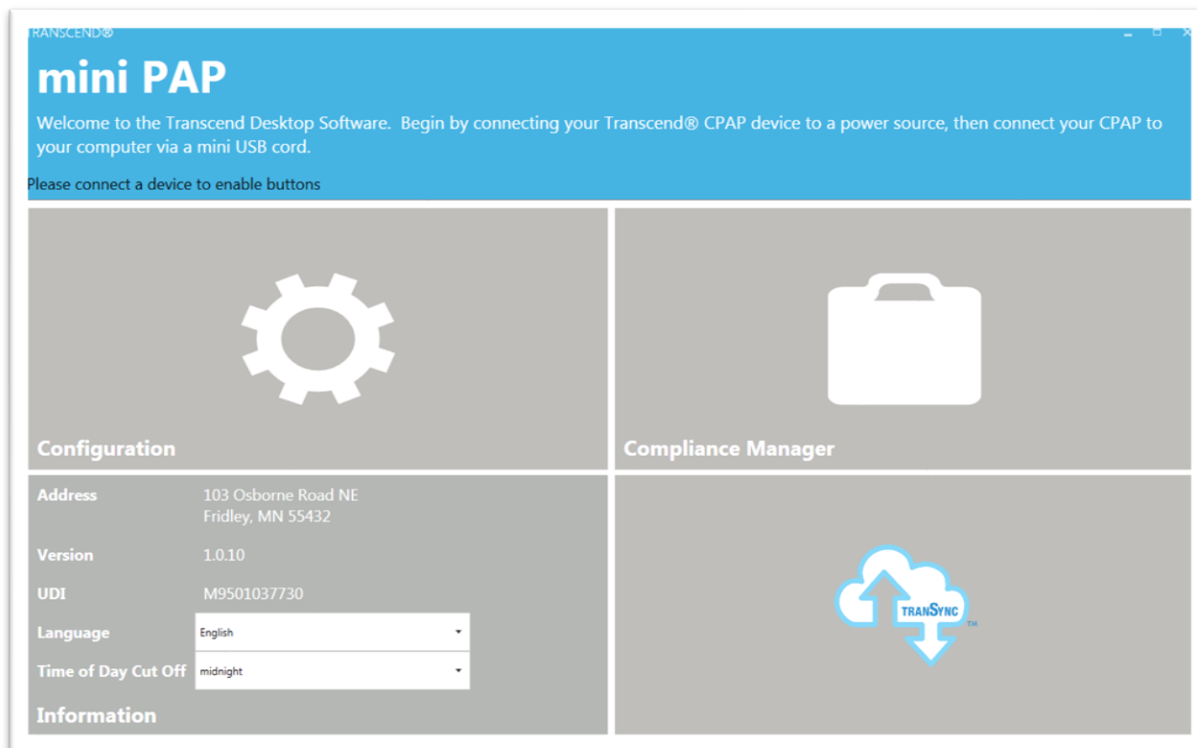 TRANSCEND®
mini PAP
Welcome to the Transcend Desktop Software. Begin by connecting your Transcend® CPAP device to a power source, then connect your CPAP to
your computer via a mini USB cord.
Please connect a device to enable buttons
Configuration
Compliance Manager
Address 103 Osborne Road NE
Fridley, MN 55432
Version 1.0.10
UDI M9501037730
Language English
Time of Day Cut Off midnight
Information
TRANSYNC ™